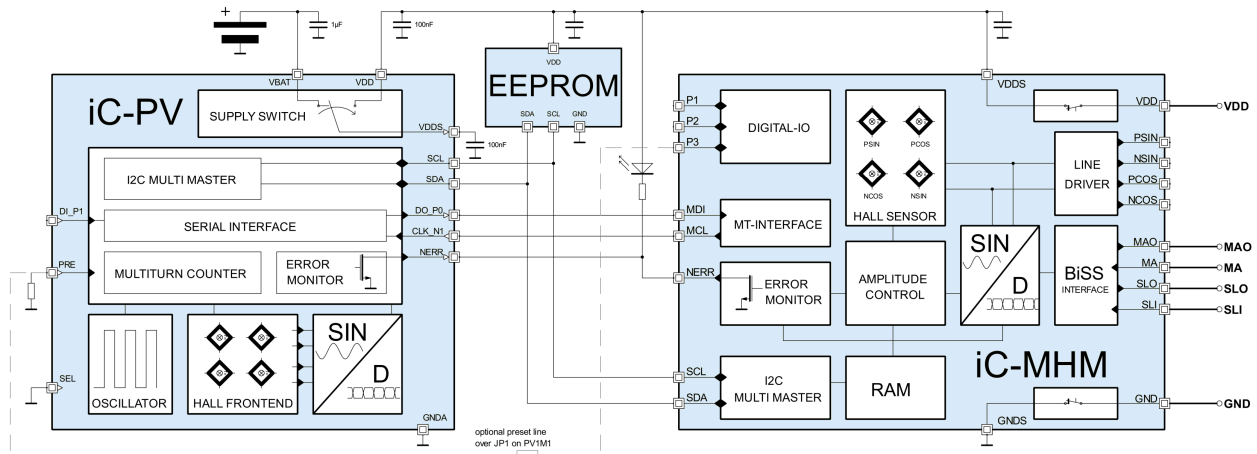 +
1µF
100nF
VBAT
VDD
iC-PV
SUPPLY SWITCH
VDDS
100nF
SCL
SDA
I2C MULTI MASTER
DI_P1
SERIAL INTERFACE
DO_P0
CLK_N1
PRE
MULTITURN COUNTER
ERROR
MONITOR
NERR
SEL
OSCILLATOR
HALL FRONTEND
SIN
D
GNDA
VDD
EEPROM
SDA
SCL
GND
optional preset line
over JP1 on PV1M1
VDDS
P1
P2
P3
DIGITAL-IO
PSIN
PCOS
NCOS
NSIN
HALL SENSOR
VDD
VDD
LINE
DRIVER
PSIN
NSIN
PCOS
NCOS
MDI
MCL
MT-INTERFACE
NERR
ERROR
MONITOR
AMPLITUDE
CONTROL
SIN
D
BiSS
INTERFACE
MAO
MA
SLO
SLI
MAO
MA
SLO
SLI
SCL
SDA
I2C
MULTI MASTER
RAM
iC-MHM
GNDS
GND
GND